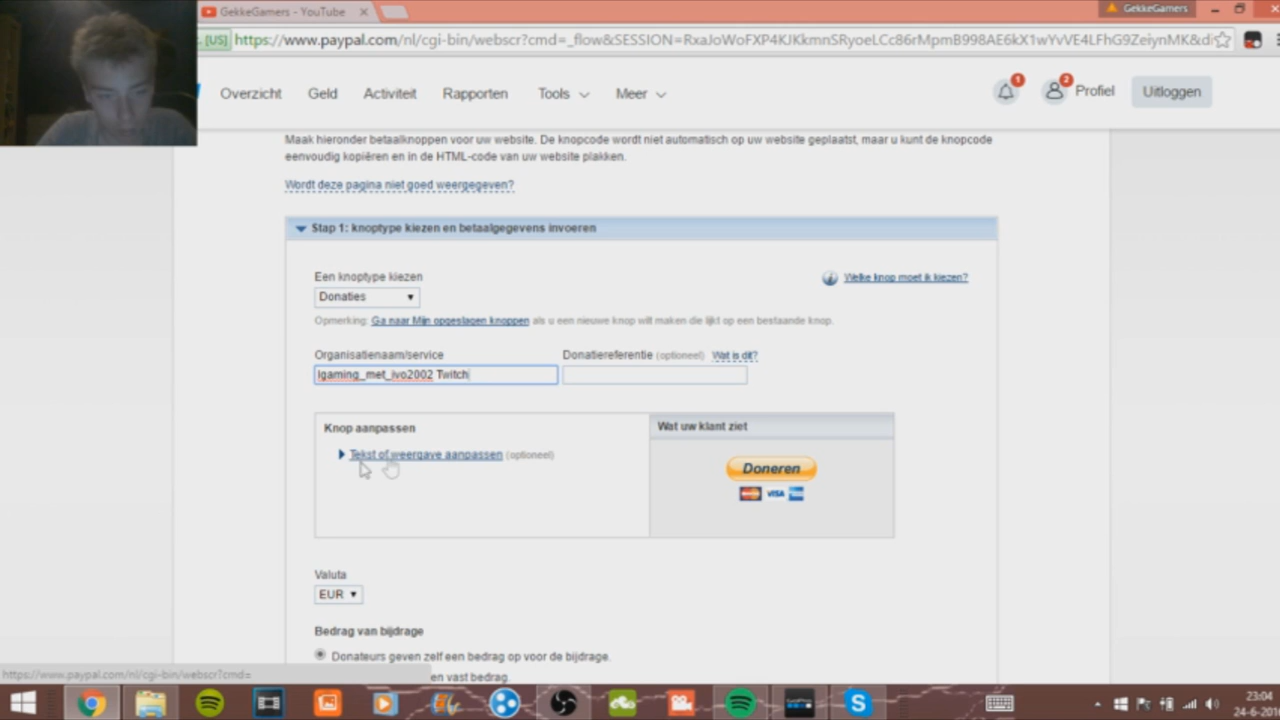 GekkeGamers - YouTube
GekkeGamers
[US] https://www.paypal.com/nl/cgi-bin/webscr?cmd=_flow&SESSION=
Overzicht Geld Activiteit Rapporten Tools Meer 1 2 Profiel Uitloggen
Maak hieronder betaalknoppen voor uw website. De knopcode wordt niet automatisch op uw website geplaatst, maar u kunt de knopcode
eenvoudig kopiëren en in de HTML-code van uw website plakken.
Wordt deze pagina niet goed weergegeven?
Stap 1: knoptype kiezen en betaalgegevens invoeren
Een knoptype kiezen
Welke knop moet ik kiezen?
Donaties
Opmerking: Ga naar Mijn opgeslagen knoppen als u een nieuwe knop wilt maken die lijkt op een bestaande knop.
Organisatienaam/service Donatiereferentie (optioneel) Wat is dit?
Igaming_met_ivo2002 Twitch
Knop aanpassen Wat uw klant ziet
Tekst of weergave aanpassen (optioneel)
Doneren
VISA
Valuta
EUR
Bedrag van bijdrage
Donateurs geven zelf een bedrag op voor de bijdrage.
https://www.paypal.com/nl/cgi-bin/webscr?cmd=
en vast bedrag.
23:04